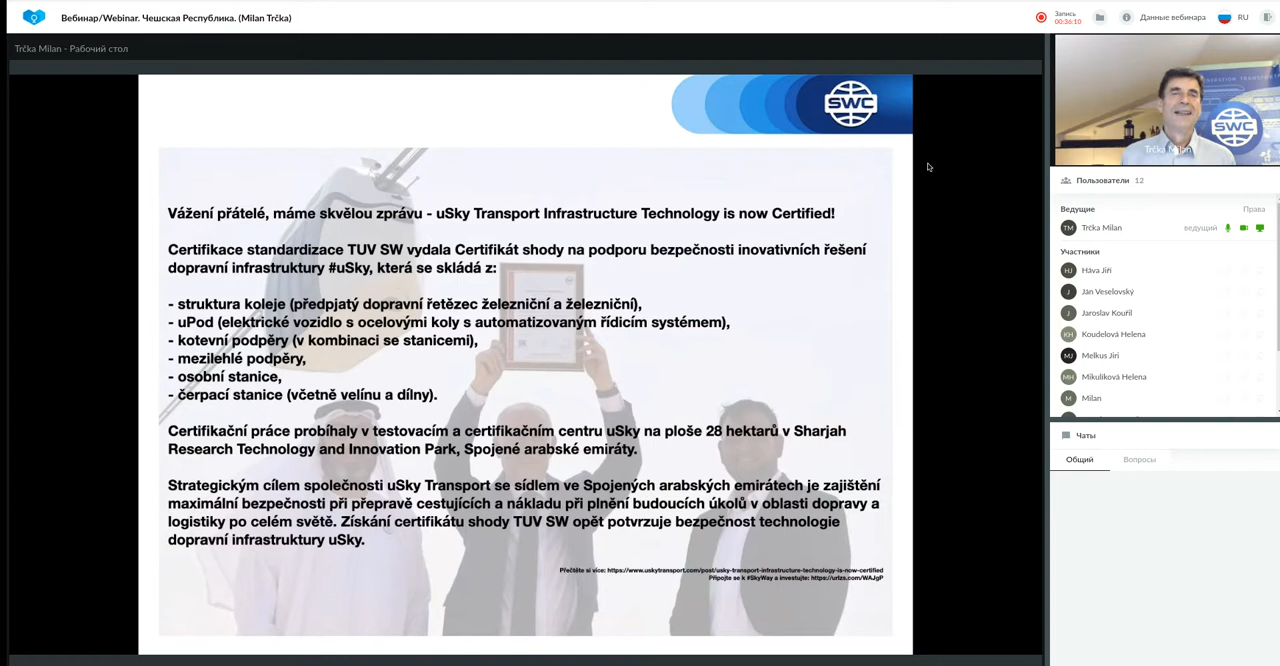 Вебинар/Webinar. Чешская Республика. (Milan Trčka)
Запись
00:36:10
Данные вебинара
RU
Trčka Milan - Рабочий стол
SWC
Vážení přátelé, máme skvělou zprávu - uSky Transport Infrastructure Technology is now Certified!
Certifikace standardizace TUV SW vydala Certifikát shody na podporu bezpečnosti inovativních řešení
dopravní infrastruktury #uSky, která se skládá z:
- struktura koleje (předpjatý dopravní řetězec železniční a železniční),
- uPod (elektrické vozidlo s ocelovými koly s automatizovaným řídicím systémem),
- kotevní podpěry (v kombinaci se stanicemi),
- mezilehlé podpěry,
- osobní stanice,
- čerpací stanice (včetně velínu a dílny).
Certifikační práce probíhaly v testovacím a certifikačním centru uSky na ploše 28 hektarů v Sharjah
Research Technology and Innovation Park, Spojené arabské emiráty.
Strategickým cílem společnosti uSky Transport se sídlem ve Spojených arabských emirátech je zajištění
maximální bezpečnosti při přepravě cestujících a nákladu při plnění budoucích úkolů v oblasti dopravy a
logistiky po celém světě. Získání certifikátu shody TUV SW opět potvrzuje bezpečnost technologie
dopravní infrastruktury uSky.
Přečtěte si více: https://www.uskytransport.com/post/usky-transport-infrastructure-technology-is-now-certified
Připojte se k #SkyWay a investujte: https://urlzs.com/WAJgP
SWC
Trčka Milan
Пользователи 12
Ведущие Права
TM Trčka Milan ведущий
Участники
HJ Háva Jiří
J Ján Veselovský
J Jaroslav Kouřil
KH Koudelová Helena
MJ Melkus Jiri
MH Mikulíková Helena
M Milan
Чаты
Общий Вопросы